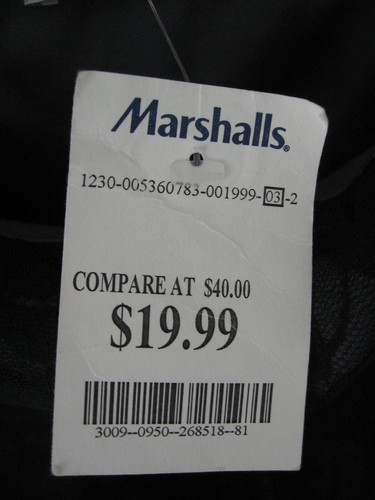 Marshalls.
1230-005360783-001999-03-2
COMPARE AT $40.00
$19.99
3009--0950--268518--81